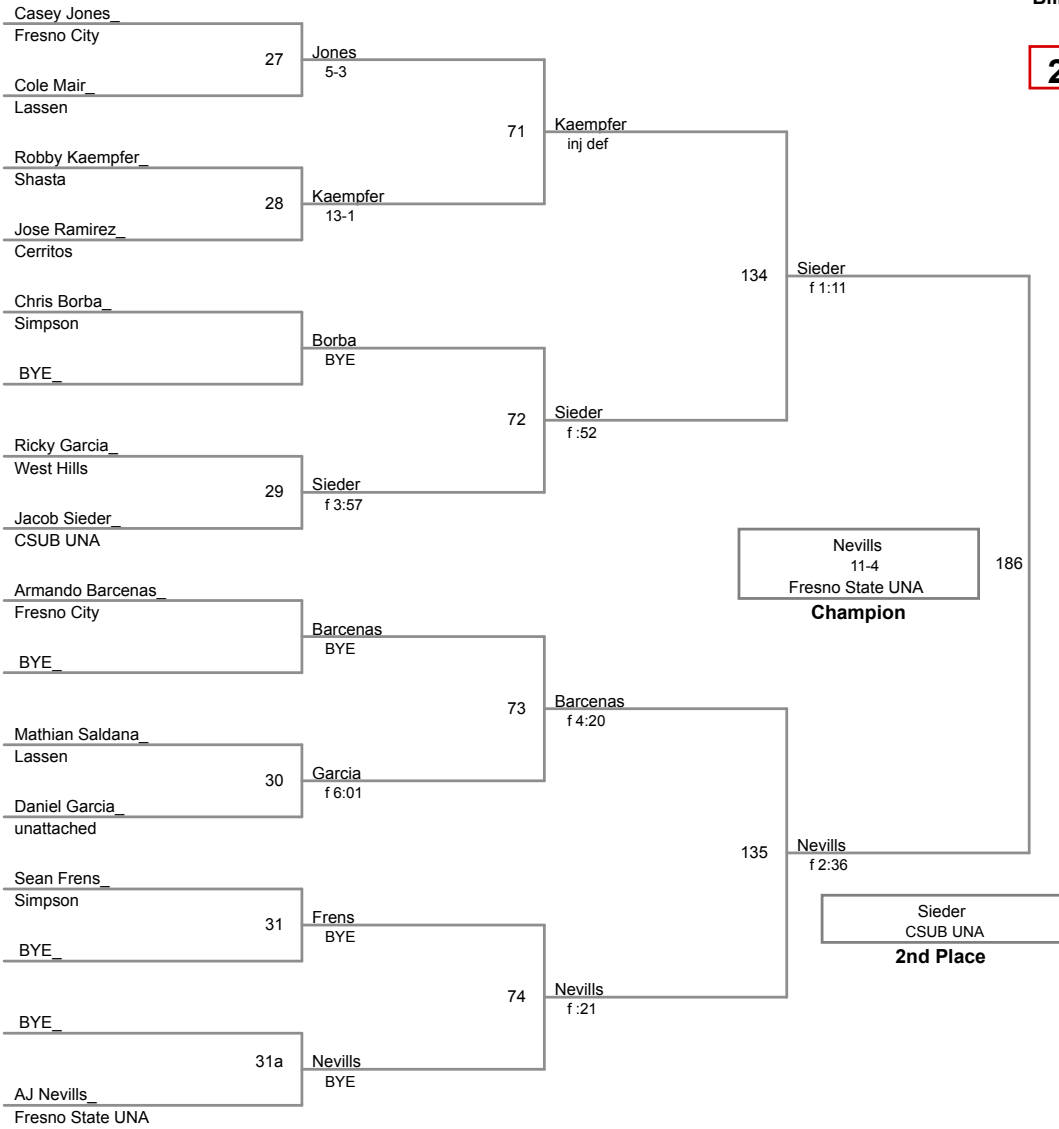 Casey Jones_
Fresno City
27
Jones
5-3
Cole Mair_
Lassen
71
Kaempfer
inj def
Robby Kaempfer_
Shasta
28
Kaempfer
13-1
Jose Ramirez_
Cerritos
134
Sieder
f 1:11
Chris Borba_
Simpson
Borba
BYE
BYE_
72
Sieder
f :52
Ricky Garcia_
West Hills
29
Sieder
f 3:57
Jacob Sieder_
CSUB UNA
Nevills
11-4
Fresno State UNA
Champion
186
Armando Barcenas_
Fresno City
Barcenas
BYE
BYE_
73
Barcenas
f 4:20
Mathian Saldana_
Lassen
30
Garcia
f 6:01
Daniel Garcia_
unattached
135
Nevills
f 2:36
Sean Frens_
Simpson
31
Frens
BYE
BYE_
Sieder
CSUB UNA
2nd Place
74
Nevills
f :21
BYE_
31a
Nevills
BYE
AJ Nevills_
Fresno State UNA
2